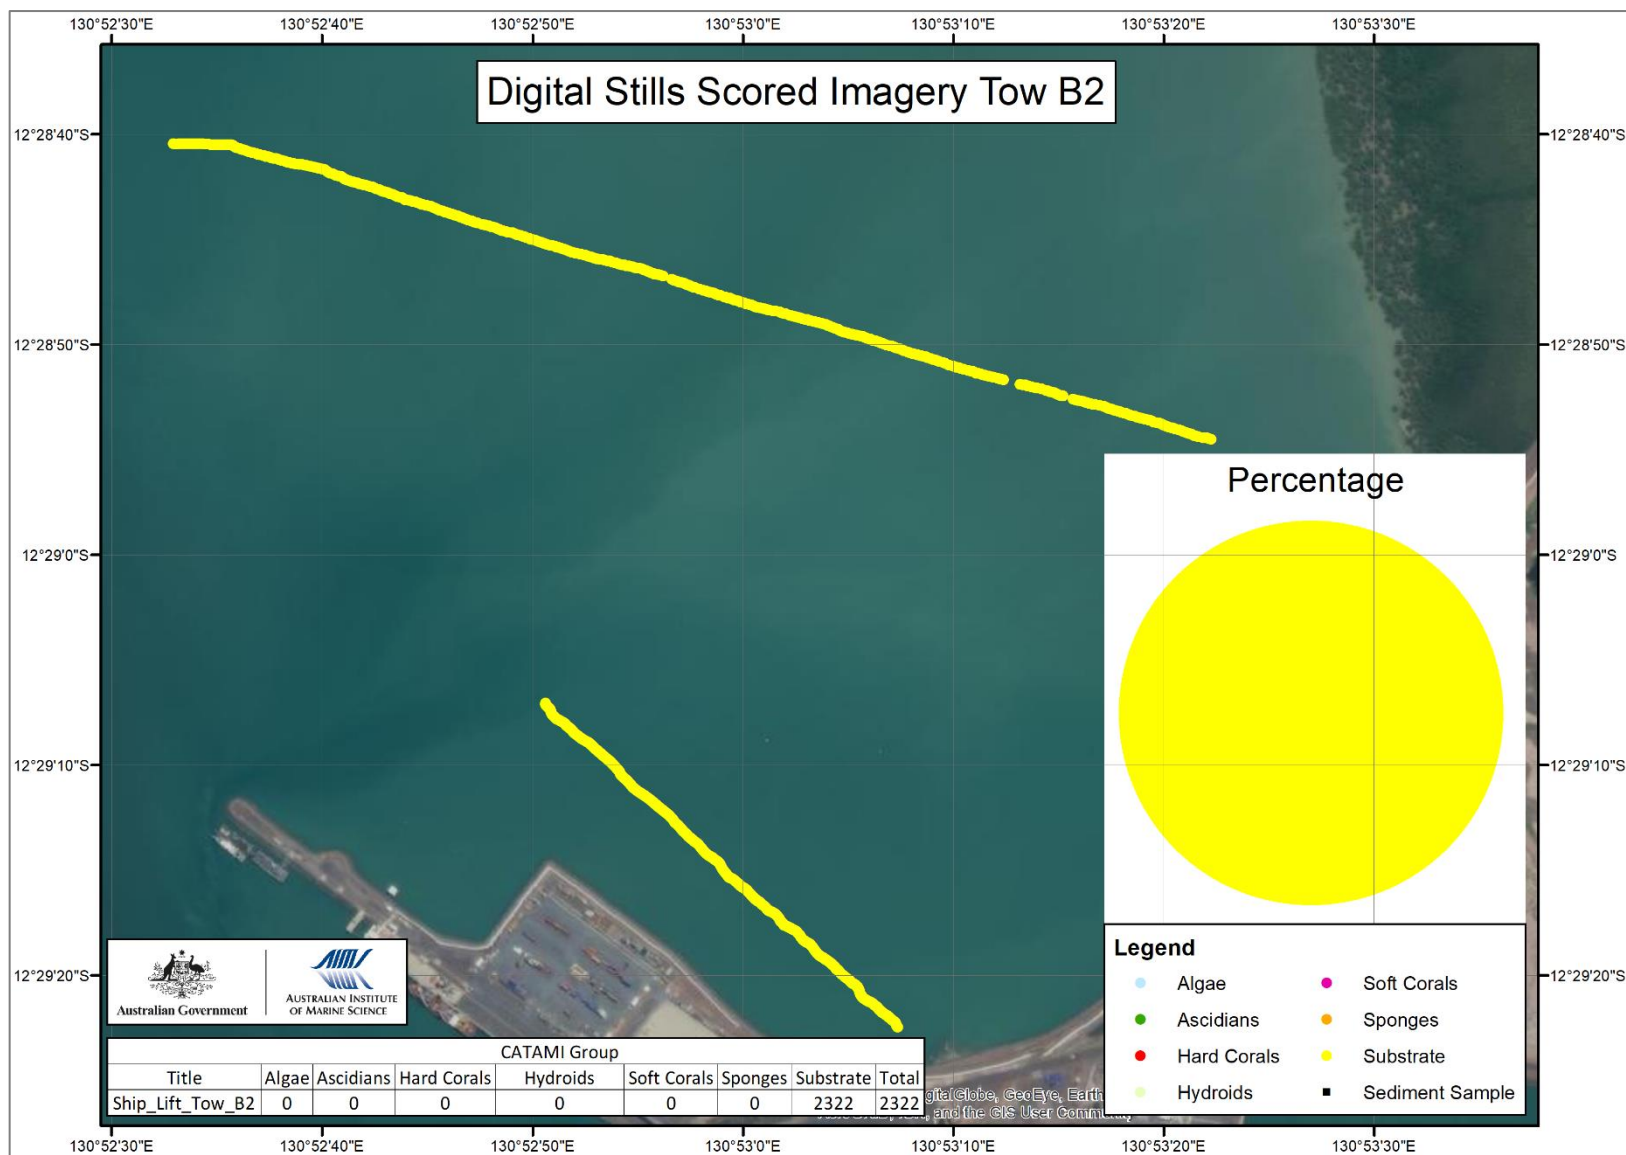 130°52'30"E 130°52'40"E 130°52'50"E 130°53'0"E 130°53'10"E 130°53'20"E 130°53'30"E
Digital Stills Scored Imagery Tow B2
12°28'40"S 12°28'40"S
12°28'50"S 12°28'50"S
Percentage
12°29'0"S 12°29'0"S
12°29'10"S 12°29'10"S
12°29'20"S 12°29'20"S
Australian Government
AUSTRALIAN INSTITUTE
OF MARINE SCIENCE
Legend
Algae Soft Corals
Ascidians Sponges
Hard Corals Substrate
Hydroids Sediment Sample
CATAMI Group
Title Algae Ascidians Hard Corals Hydroids Soft Corals Sponges Substrate Total
Ship_Lift_Tow_B2 0 0 0 0 0 0 2322 2322
GeoEye, Earth
and the GIS User Community
130°52'30"E 130°52'40"E 130°52'50"E 130°53'0"E 130°53'10"E 130°53'20"E 130°53'30"E